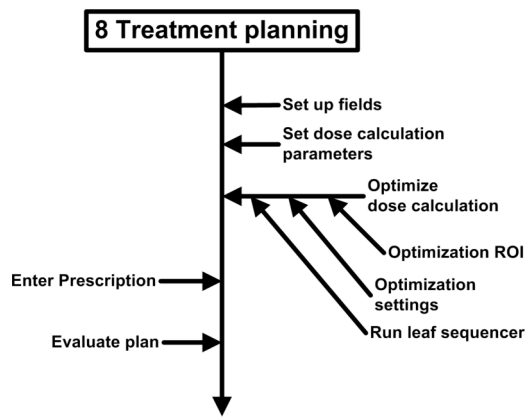 8 Treatment planning
Set up fields
Set dose calculation
parameters
Optimize
dose calculation
Optimization ROI
Enter Prescription
Optimization
settings
Run leaf sequencer
Evaluate plan